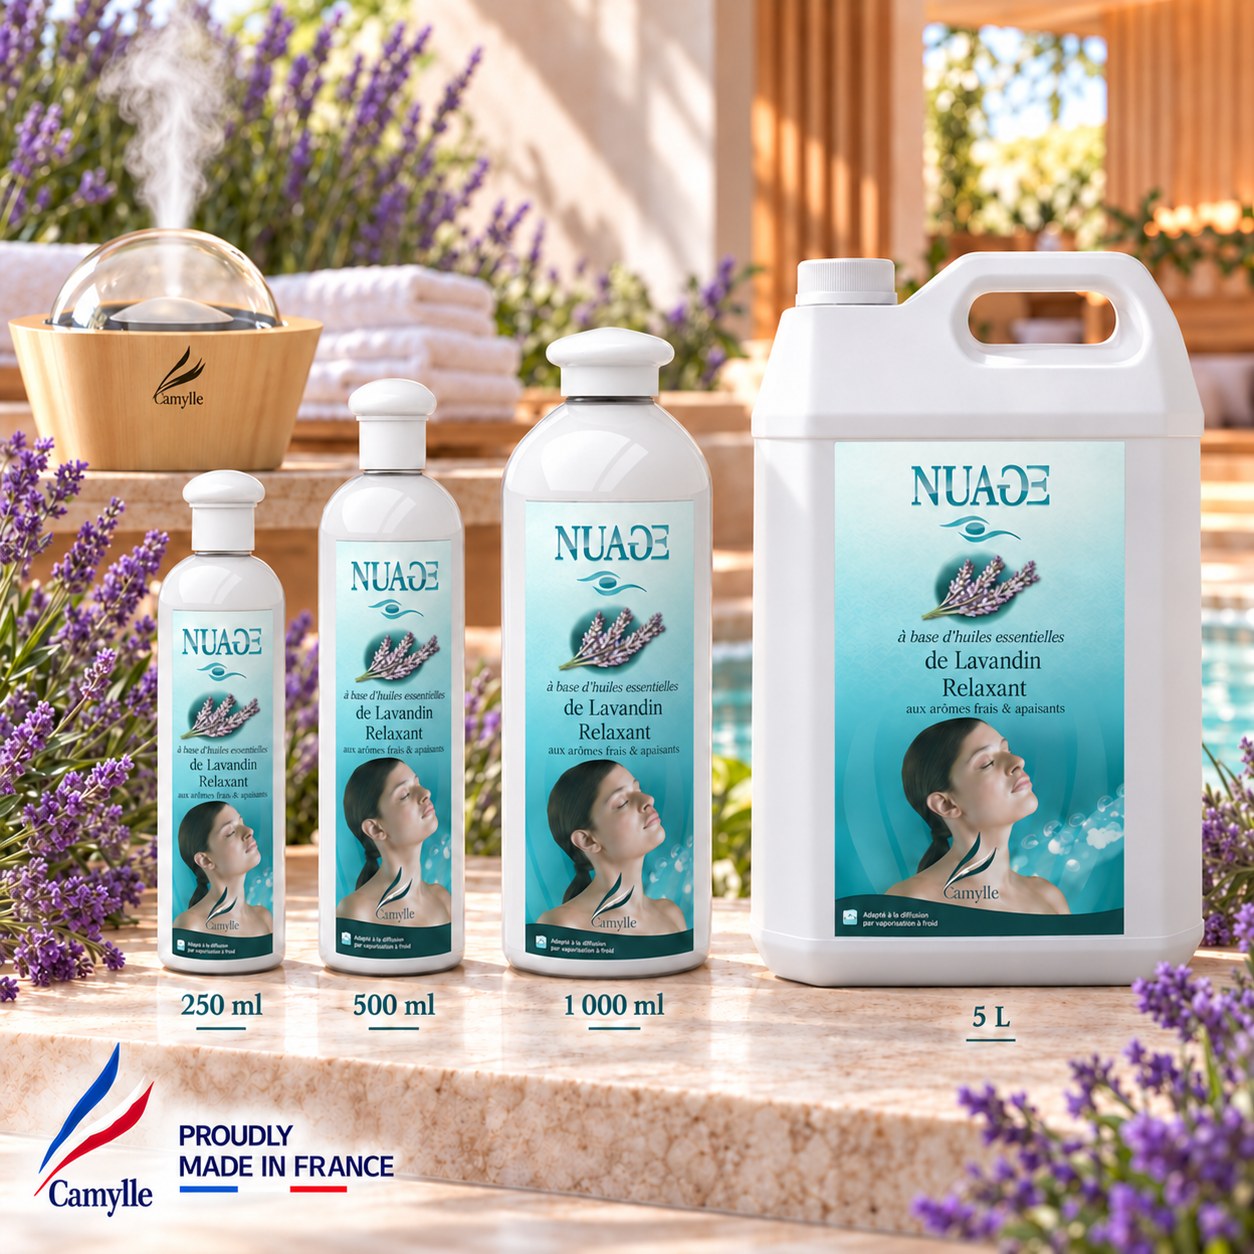 Camylle
NUAGE
à base d'huiles essentielles
de Lavandin
Relaxant
aux arômes frais & apaisants
Camylle
Adapté à la diffusion
par vaporisation à froid
250 ml
NUAGE
à base d'huiles essentielles
de Lavandin
Relaxant
aux arômes frais & apaisants
Camylle
Adapté à la diffusion
par vaporisation à froid
500 ml
NUAGE
à base d'huiles essentielles
de Lavandin
Relaxant
aux arômes frais & apaisants
Camylle
Adapté à la diffusion
par vaporisation à froid
1 000 ml
NUAGE
à base d'huiles essentielles
de Lavandin
Relaxant
aux arômes frais & apaisants
Camylle
Adapté à la diffusion
par vaporisation à froid
5 L
Camylle
PROUDLY
MADE IN FRANCE